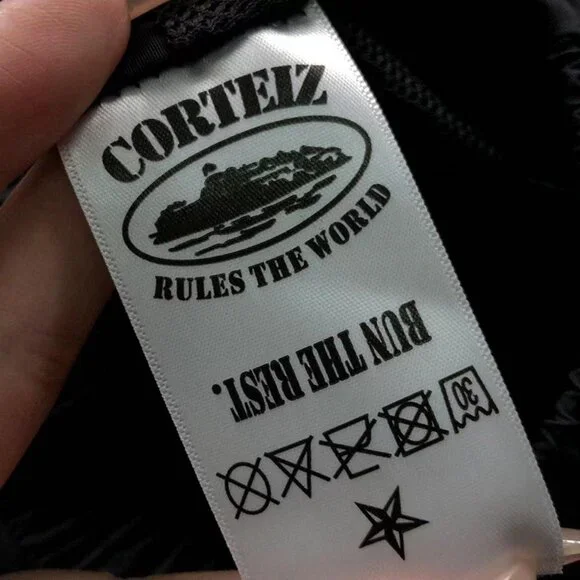 CORTEIZ
RULES THE WORLD
BUN THE REST.
30